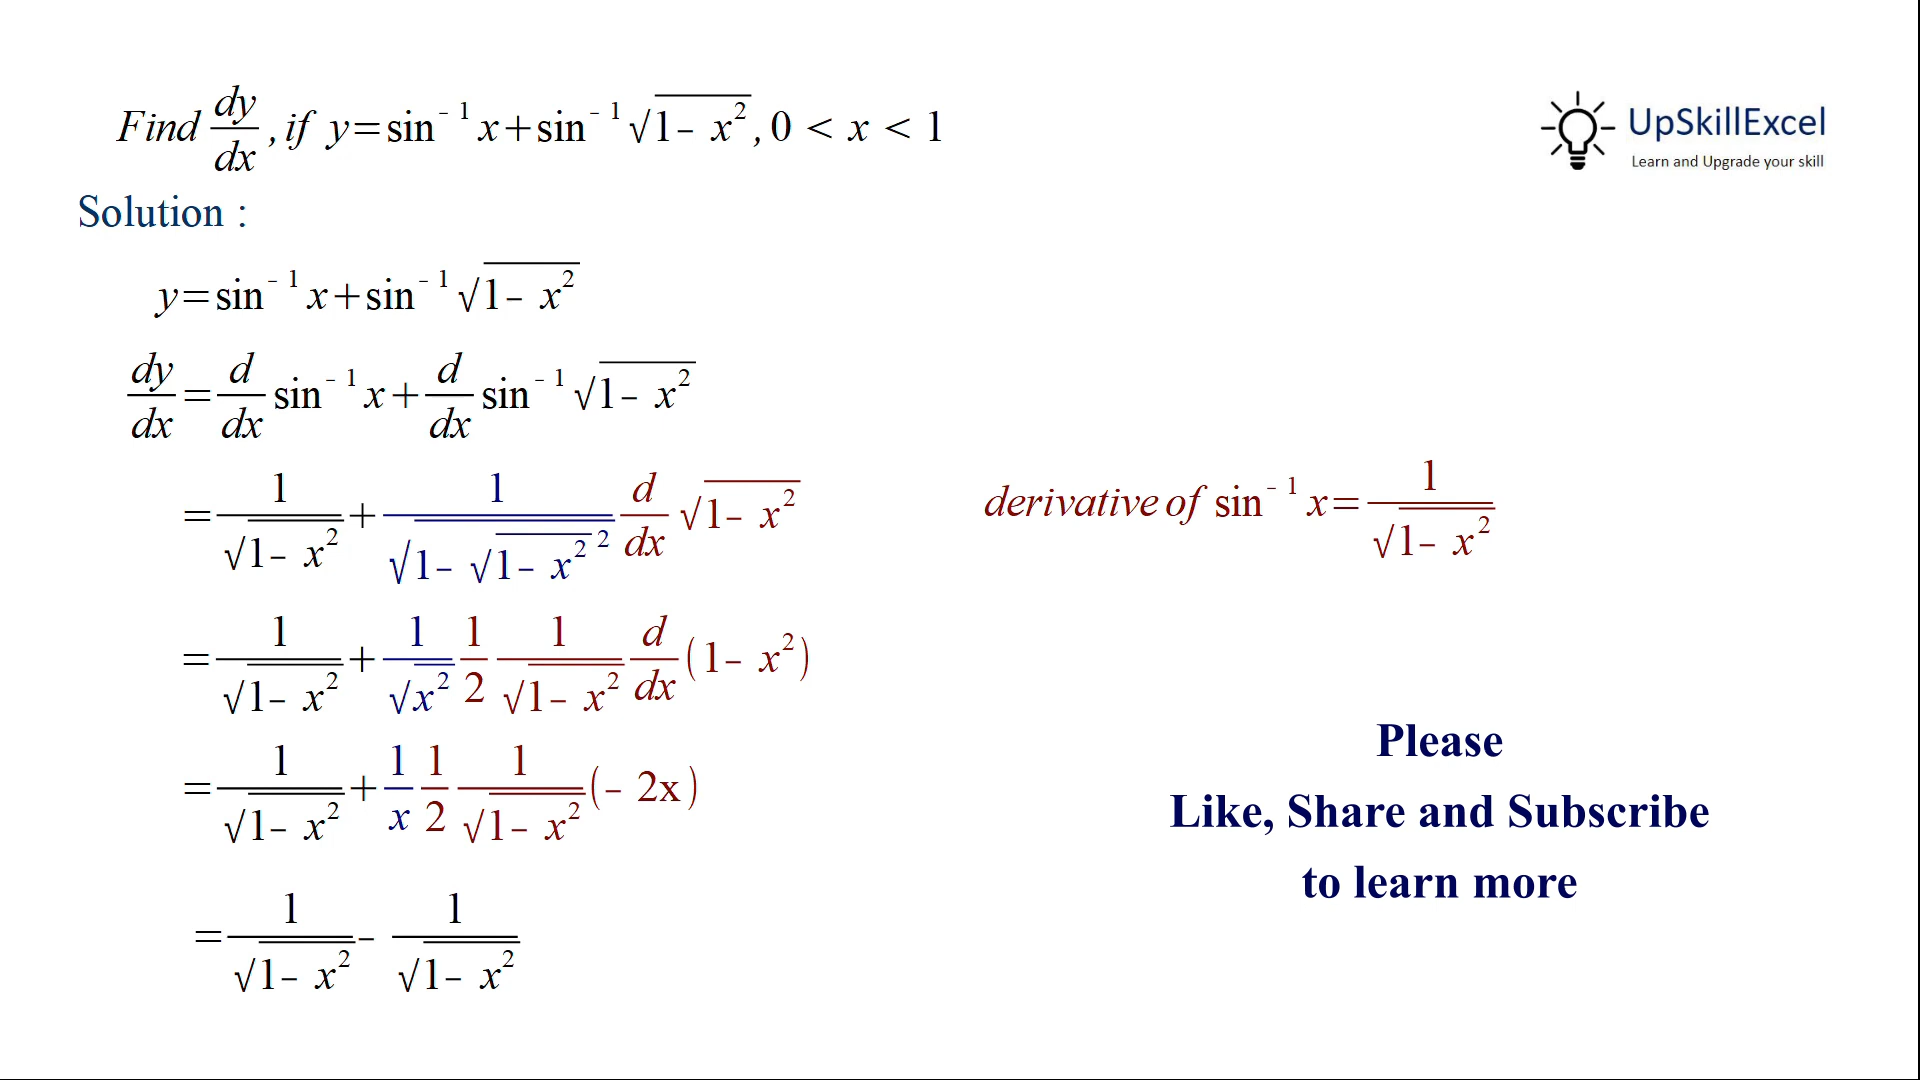 Find dy/dx , if y=sin⁻¹ x+sin⁻¹ √(1− x²) , 0 < x < 1
UpSkillExcel
Learn and Upgrade your skill
Solution :
y=sin⁻¹ x+sin⁻¹ √(1− x²)
dy/dx = d/dx sin⁻¹ x + d/dx sin⁻¹ √(1− x²)
= 1/√(1− x²) + 1/√(1− √(1− x²)²) d/dx √(1− x²)
derivative of sin⁻¹ x= 1/√(1− x²)
= 1/√(1− x²) + 1/√(x²) 1/2 1/√(1− x²) d/dx (1− x²)
= 1/√(1− x²) + 1/x 1/2 1/√(1− x²) (− 2x)
= 1/√(1− x²) − 1/√(1− x²)
Please
Like, Share and Subscribe
to learn more